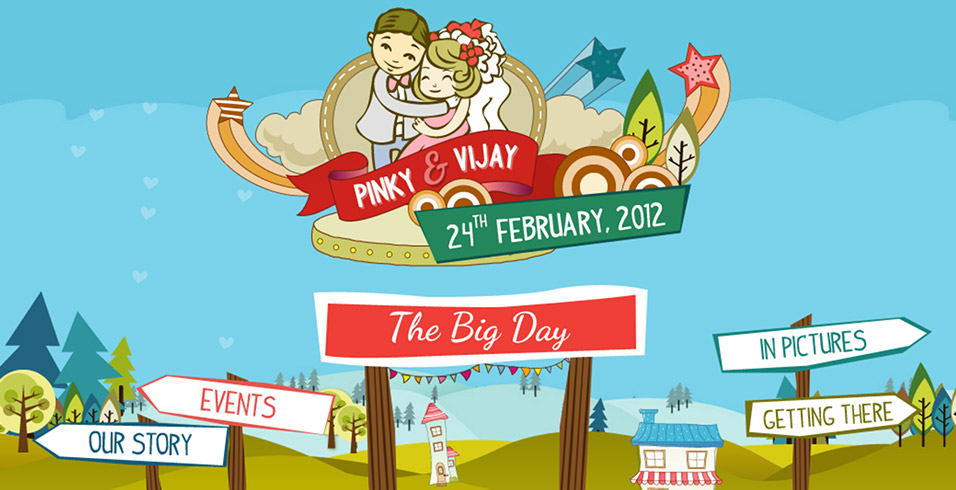 PINKY & VIJAY
24TH FEBRUARY, 2012
The Big Day
IN PICTURES
EVENTS
GETTING THERE
OUR STORY